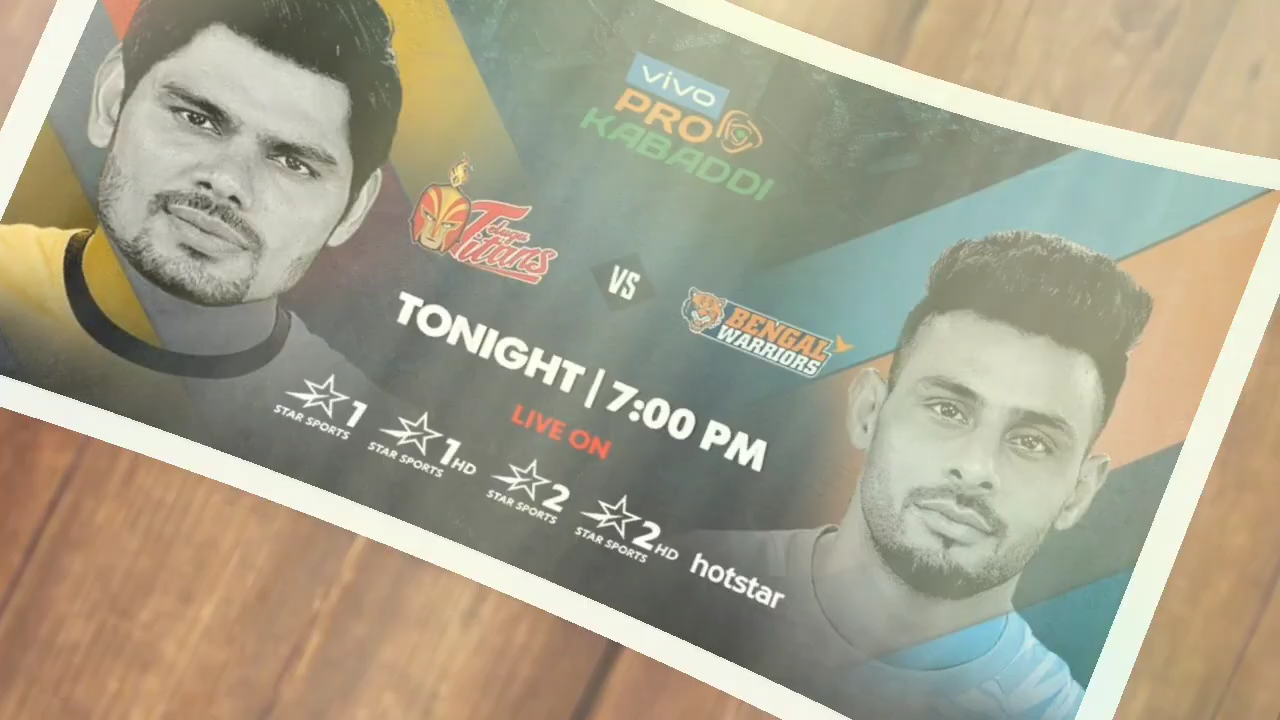 vivo
PRO
KABADDI
Telugu
Titans
VS
BENGAL
WARRIORS
TONIGHT | 7:00 PM
LIVE ON
1
STAR SPORTS
1HD
STAR SPORTS
2
STAR SPORTS
2HD
STAR SPORTS
hotstar